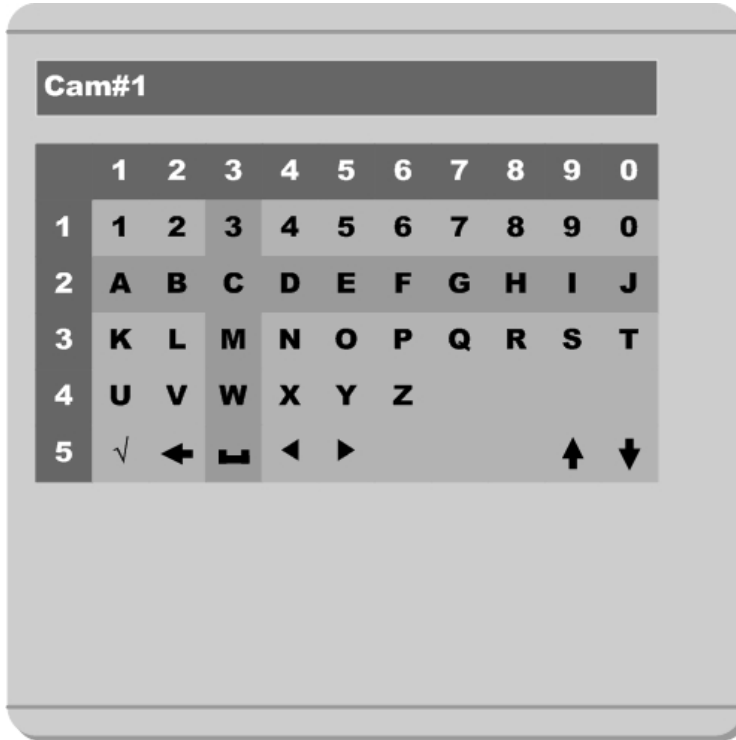 Cam#1
1 2 3 4 5 6 7 8 9 0
1 1 2 3 4 5 6 7 8 9 0
2 A B C D E F G H I J
3 K L M N O P Q R S T
4 U V W X Y Z
5 √